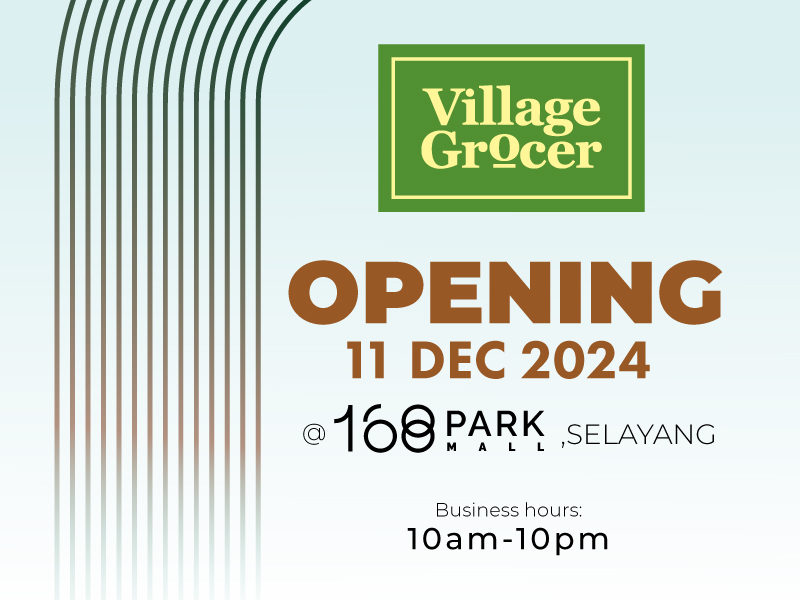 Village
Grocer
OPENING
11 DEC 2024
@ 168 PARK MALL ,SELAYANG
Business hours:
10am-10pm